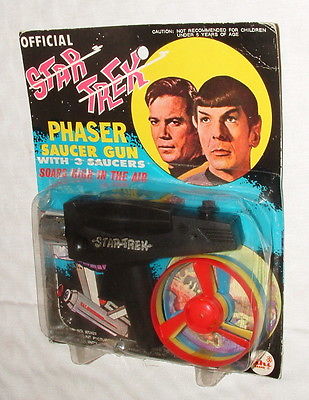 OFFICIAL
CAUTION: NOT RECOMMENDED FOR CHILDREN
UNDER 5 YEARS OF AGE
STAR TREK
PHASER
SAUCER GUN
WITH 3 SAUCERS
SOARS HIGH IN THE AIR
STAR TREK